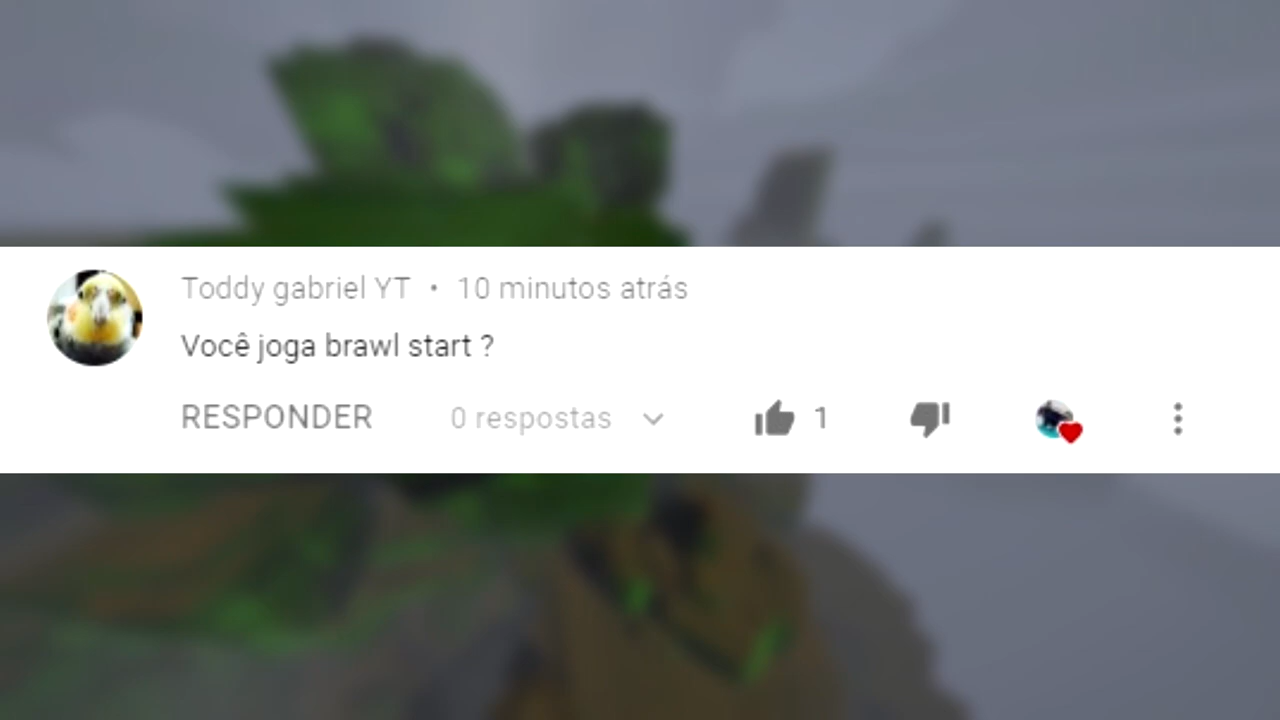 Toddy gabriel YT • 10 minutos atrás
Você joga brawl start ?
RESPONDER 0 respostas 1